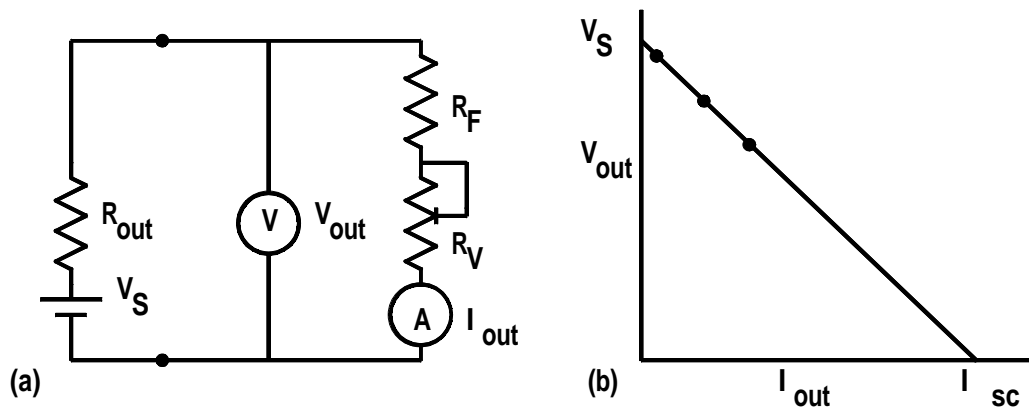 R_F
R_out
V
V_out
R_V
V_S
A
I_out
(a)
V_S
V_out
I_out
I_sc
(b)